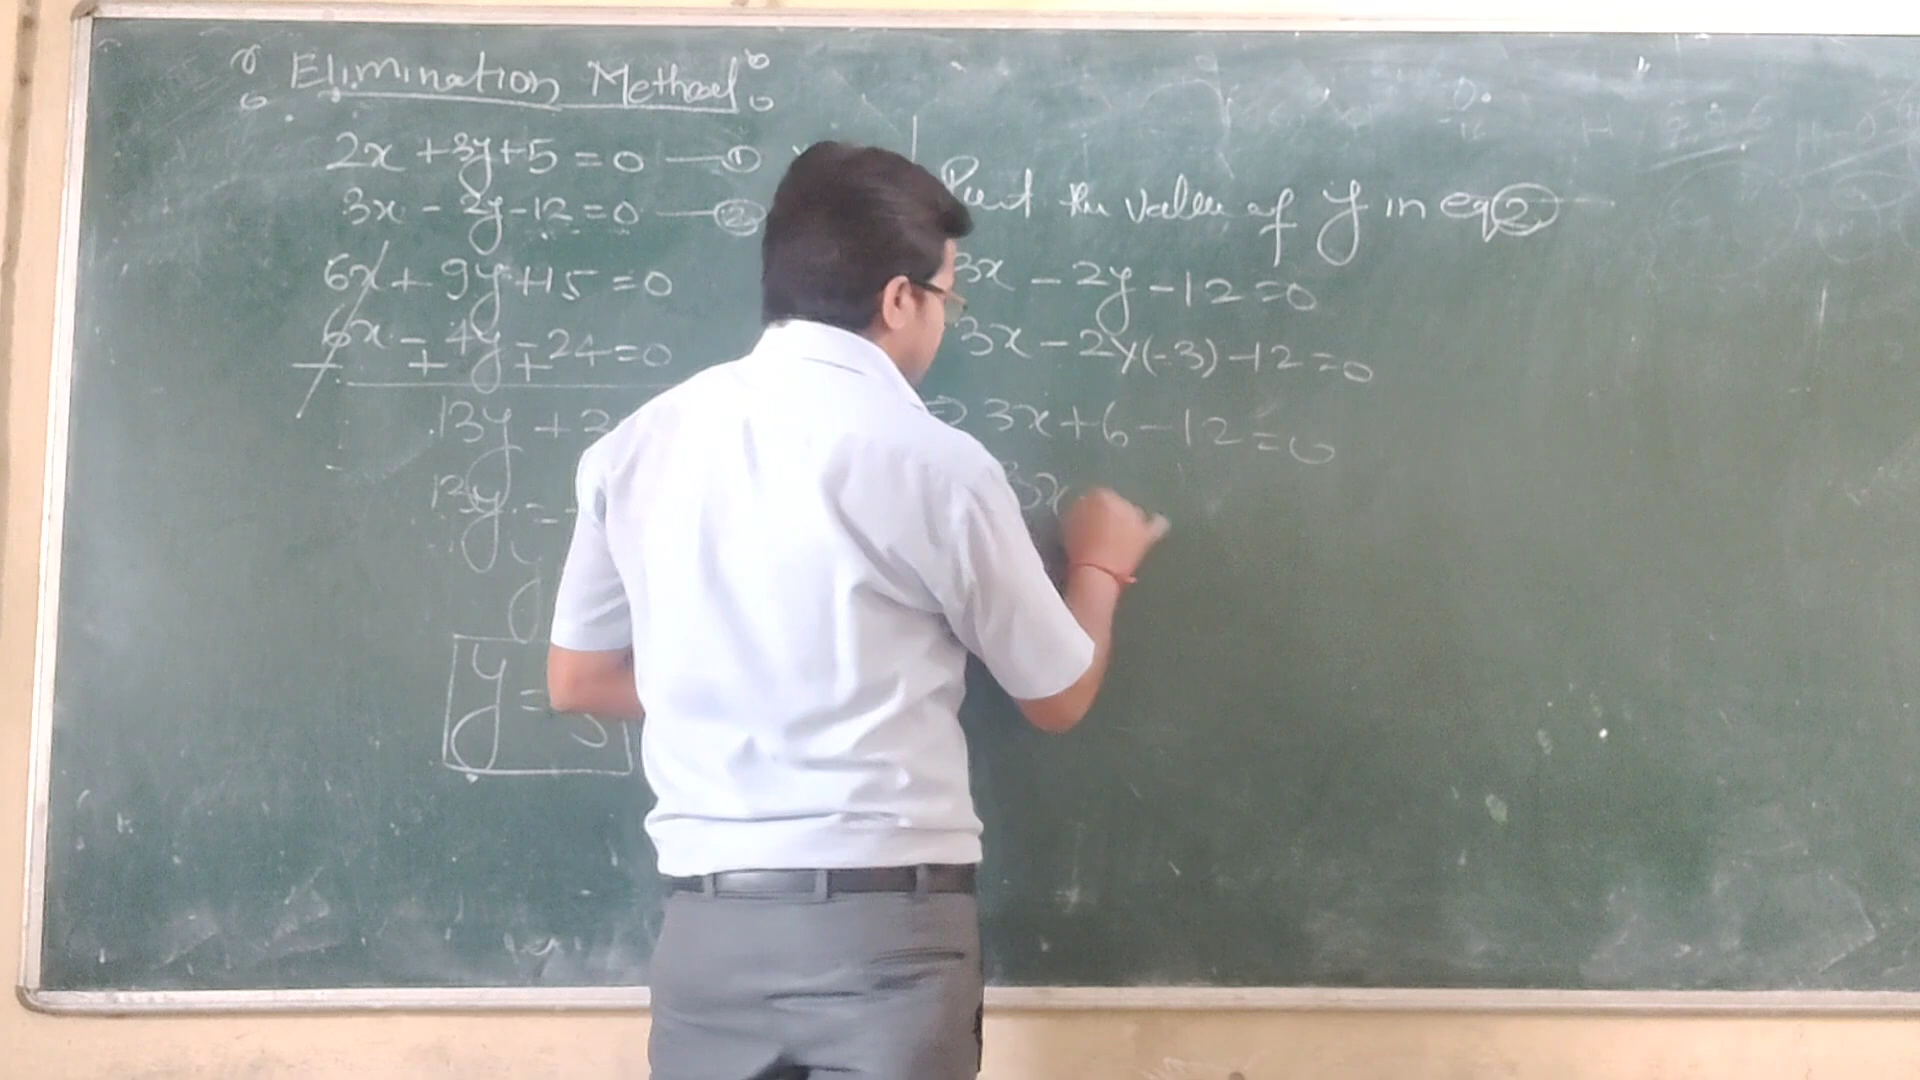 Elimination Method
2x + 3y + 5 = 0 — ①
3x - 2y - 12 = 0 — ②
6x + 9y + 15 = 0
6x - 4y - 24 = 0
- + +
13y + 3
13y = -
y
y = -3
Put the value of y in eq ②
3x - 2y - 12 = 0
3x - 2×(-3) - 12 = 0
⇒ 3x + 6 - 12 = 0
3x